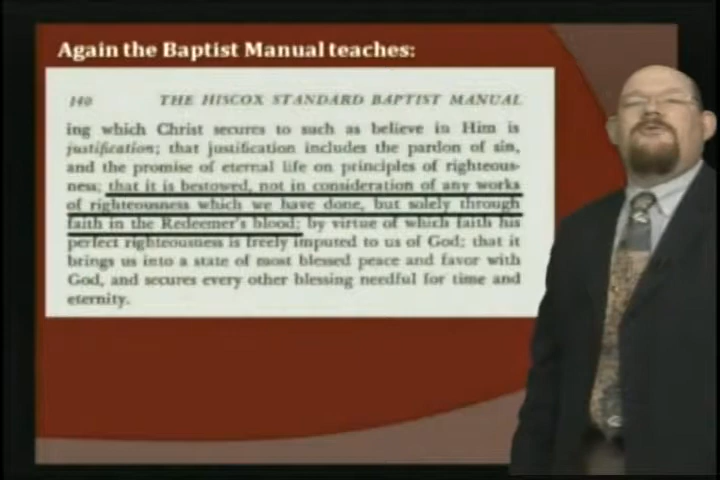 Again the Baptist Manual teaches:
140 THE HISCOX STANDARD BAPTIST MANUAL
ing which Christ secures to such as believe in Him is
justification; that justification includes the pardon of sin,
and the promise of eternal life on principles of righteous-
ness; that it is bestowed, not in consideration of any works
of righteousness which we have done, but solely through
faith in the Redeemer's blood; by virtue of which faith his
perfect righteousness is freely imputed to us of God; that it
brings us into a state of most blessed peace and favor with
God, and secures every other blessing needful for time and
eternity.